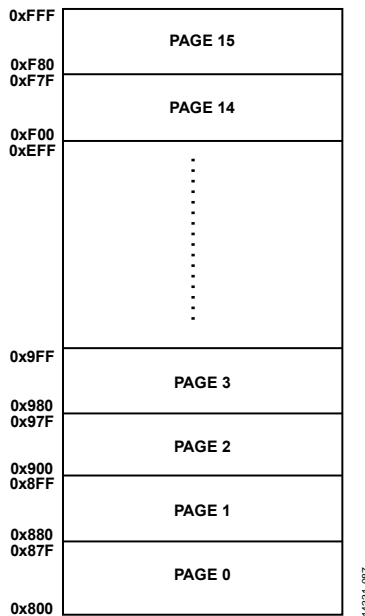 0xFFF
PAGE 15
0xF80
0xF7F
PAGE 14
0xF00
0xEFF
0x9FF
PAGE 3
0x980
0x97F
PAGE 2
0x900
0x8FF
PAGE 1
0x880
0x87F
PAGE 0
0x800